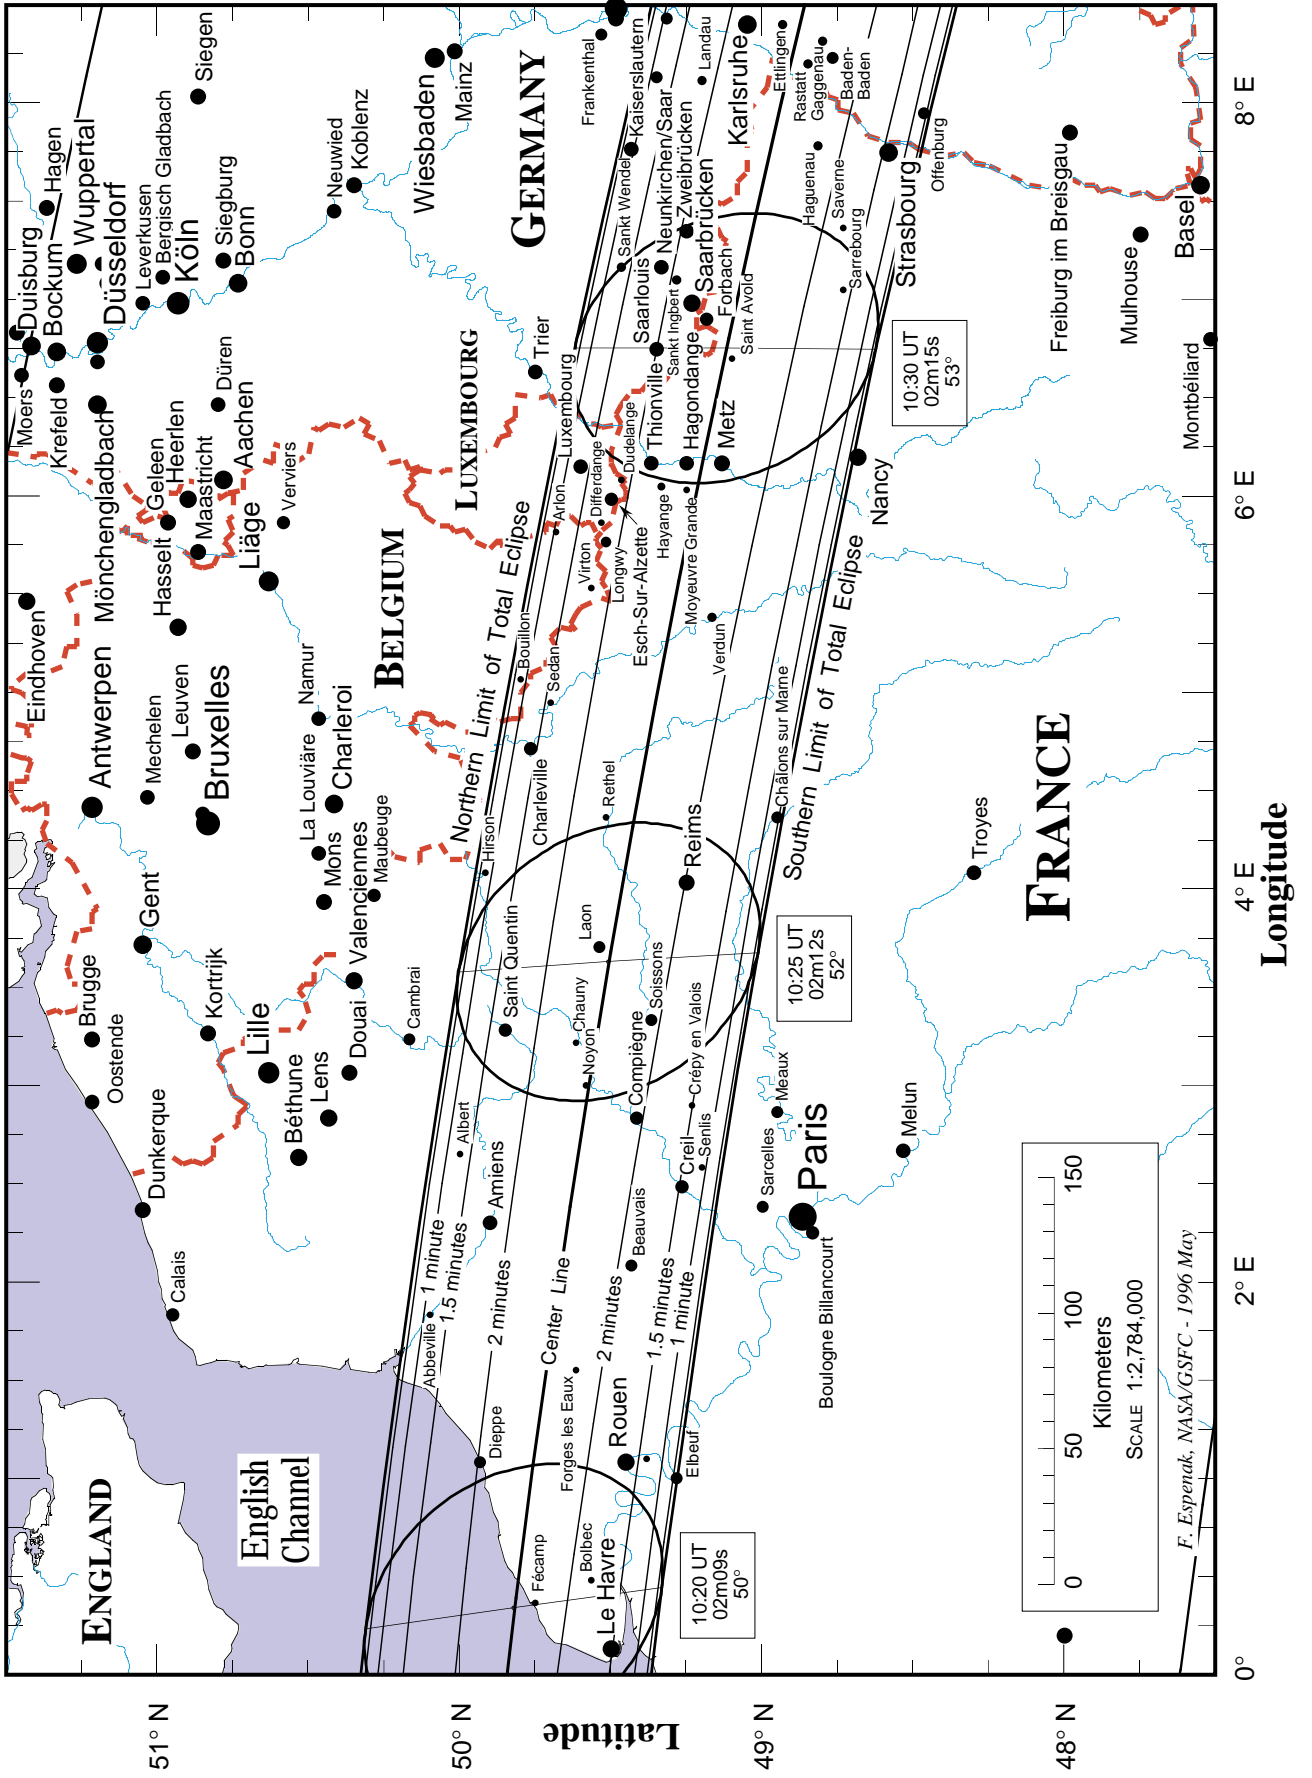 ENGLAND
English
Channel
FRANCE
BELGIUM
LUXEMBOURG
GERMANY
Latitude
Longitude
51° N
50° N
49° N
48° N
0°
2° E
4° E
6° E
8° E
Northern Limit of Total Eclipse
Southern Limit of Total Eclipse
Center Line
1 minute
1.5 minutes
2 minutes
2 minutes
1.5 minutes
1 minute
10:20 UT
02m09s
50°
10:25 UT
02m12s
52°
10:30 UT
02m15s
53°
0
50
100
150
Kilometers
SCALE 1:2,784,000
F. Espenak, NASA/GSFC - 1996 May
Calais
Dunkerque
Oostende
Brugge
Gent
Kortrijk
Lille
Béthune
Lens
Douai
Valenciennes
Cambrai
Maubeuge
Mons
La Louvière
Charleroi
Namur
Antwerpen
Mechelen
Leuven
Bruxelles
Eindhoven
Hasselt
Geleen
Heerlen
Maastricht
Aachen
Liäge
Verviers
Mönchengladbach
Krefeld
Moers
Duisburg
Bockum
Hagen
Wuppertal
Düsseldorf
Leverkusen
Bergisch Gladbach
Köln
Siegburg
Bonn
Düren
Siegen
Neuwied
Koblenz
Wiesbaden
Mainz
Trier
Frankenthal
Kaiserslautern
Landau
Karlsruhe
Ettlingen
Rastatt
Gaggenau
Baden-
Baden
Offenburg
Strasbourg
Haguenau
Saverne
Sarrebourg
Sankt Wendel
Neunkirchen/Saar
Zweibrücken
Saarbrücken
Forbach
Saarlouis
Sankt Ingbert
Saint Avold
Luxembourg
Arlon
Differdange
Dudelange
Esch-Sur-Alzette
Longwy
Virton
Thionville
Hagondange
Hayange
Moyeuvre Grande
Metz
Nancy
Verdun
Bouillon
Sedan
Charleville
Rethel
Hirson
Reims
Châlons sur Marne
Laon
Saint Quentin
Chauny
Noyon
Soissons
Compiègne
Crépy en Valois
Creil
Senlis
Meaux
Sarcelles
Paris
Boulogne Billancourt
Melun
Troyes
Beauvais
Albert
Amiens
Abbeville
Dieppe
Forges les Eaux
Rouen
Elbeuf
Fécamp
Bolbec
Le Havre
Freiburg im Breisgau
Mulhouse
Basel
Montbéliard